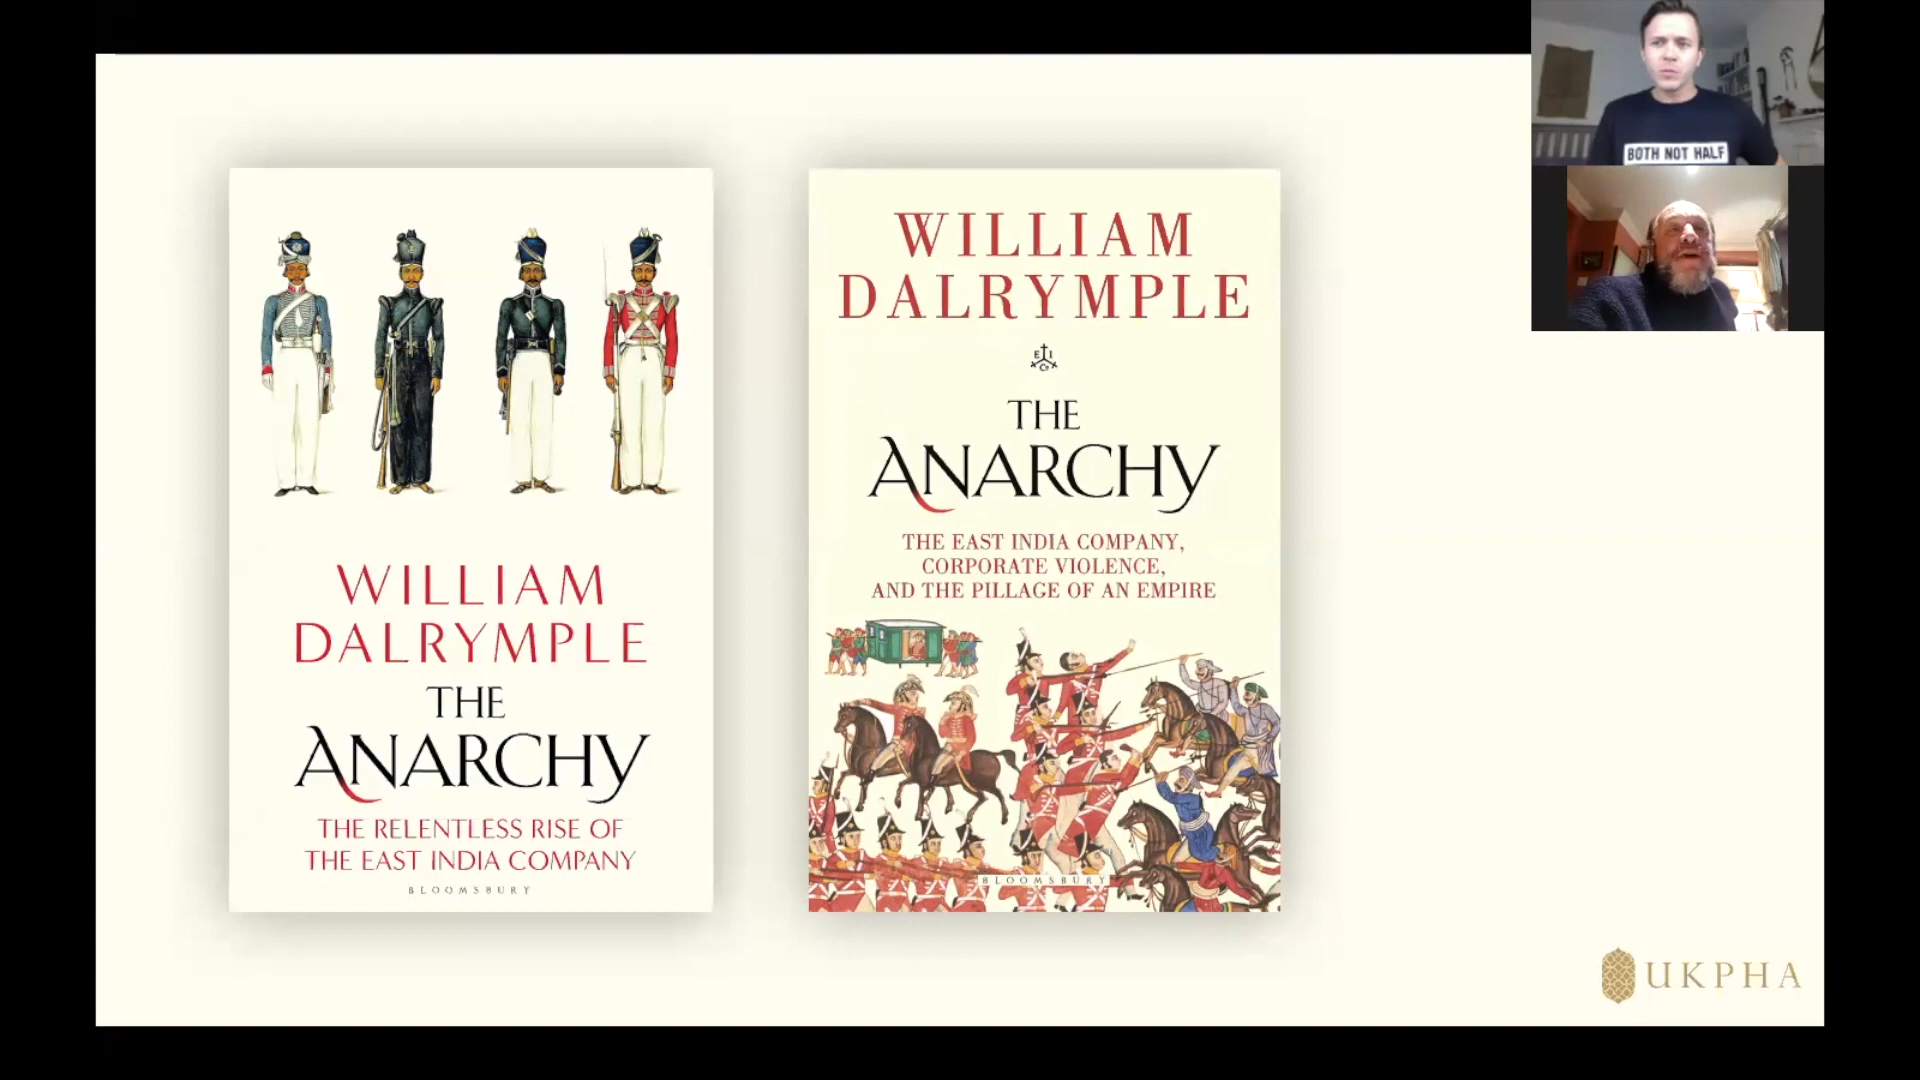 WILLIAM
DALRYMPLE
THE
ANARCHY
THE RELENTLESS RISE OF
THE EAST INDIA COMPANY
BLOOMSBURY
WILLIAM
DALRYMPLE
E I
Co
THE
ANARCHY
THE EAST INDIA COMPANY,
CORPORATE VIOLENCE,
AND THE PILLAGE OF AN EMPIRE
BLOOMSBURY
BOTH NOT HALF
UKPHA